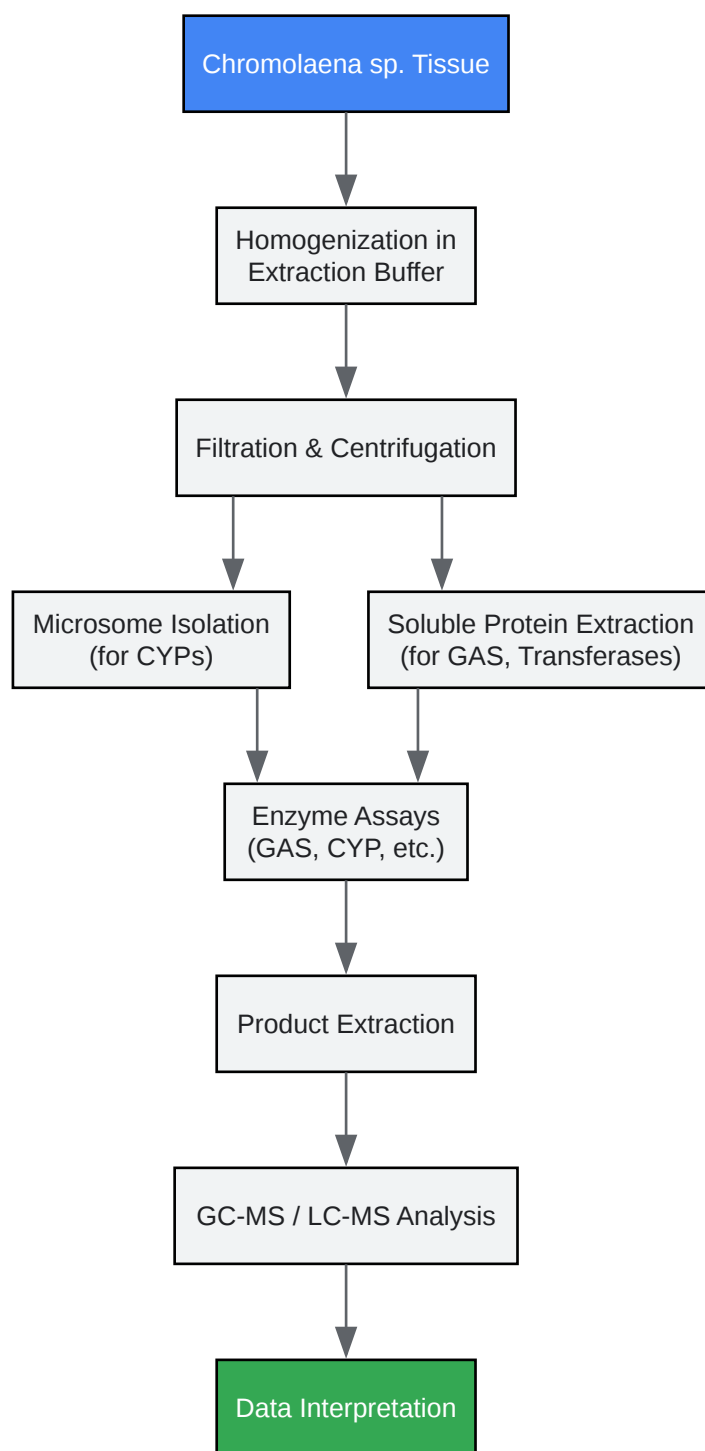 Chromolaena sp. Tissue
Homogenization in
Extraction Buffer
Filtration & Centrifugation
Microsome Isolation
(for CYPs)
Soluble Protein Extraction
(for GAS, Transferases)
Enzyme Assays
(GAS, CYP, etc.)
Product Extraction
GC-MS / LC-MS Analysis
Data Interpretation